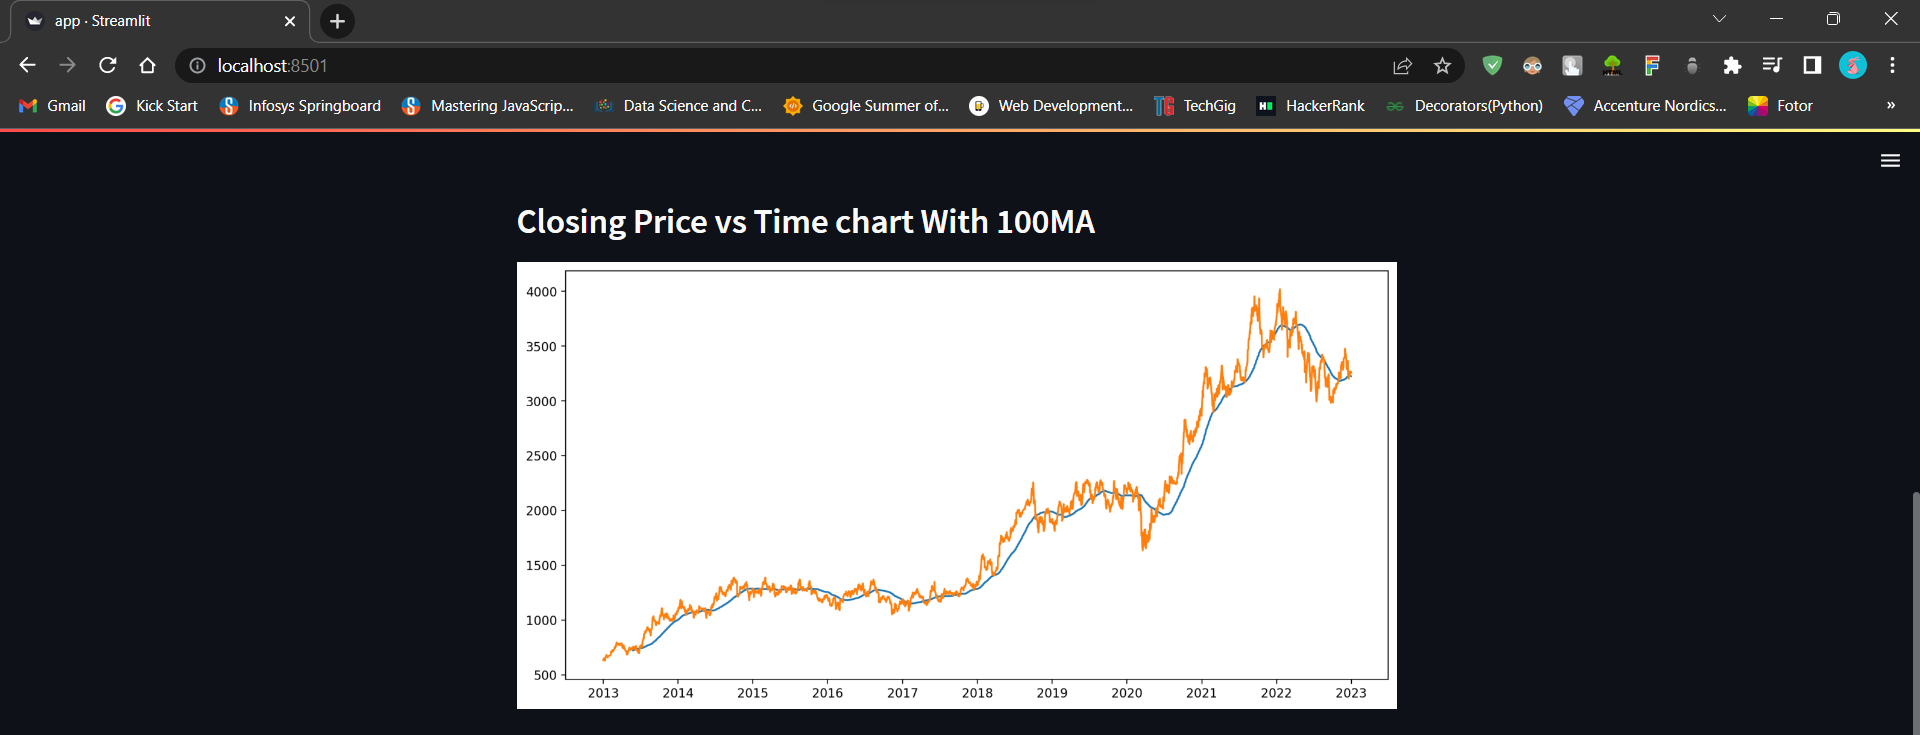 app · Streamlit
localhost:8501
Gmail Kick Start Infosys Springboard Mastering JavaScrip... Data Science and C... Google Summer of... Web Development... TechGig HackerRank Decorators(Python) Accenture Nordics... Fotor »
Closing Price vs Time chart With 100MA
4000
3500
3000
2500
2000
1500
1000
500
2013 2014 2015 2016 2017 2018 2019 2020 2021 2022 2023